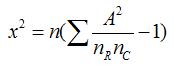 x² = n(∑ A²/(n_R n_C) −1)